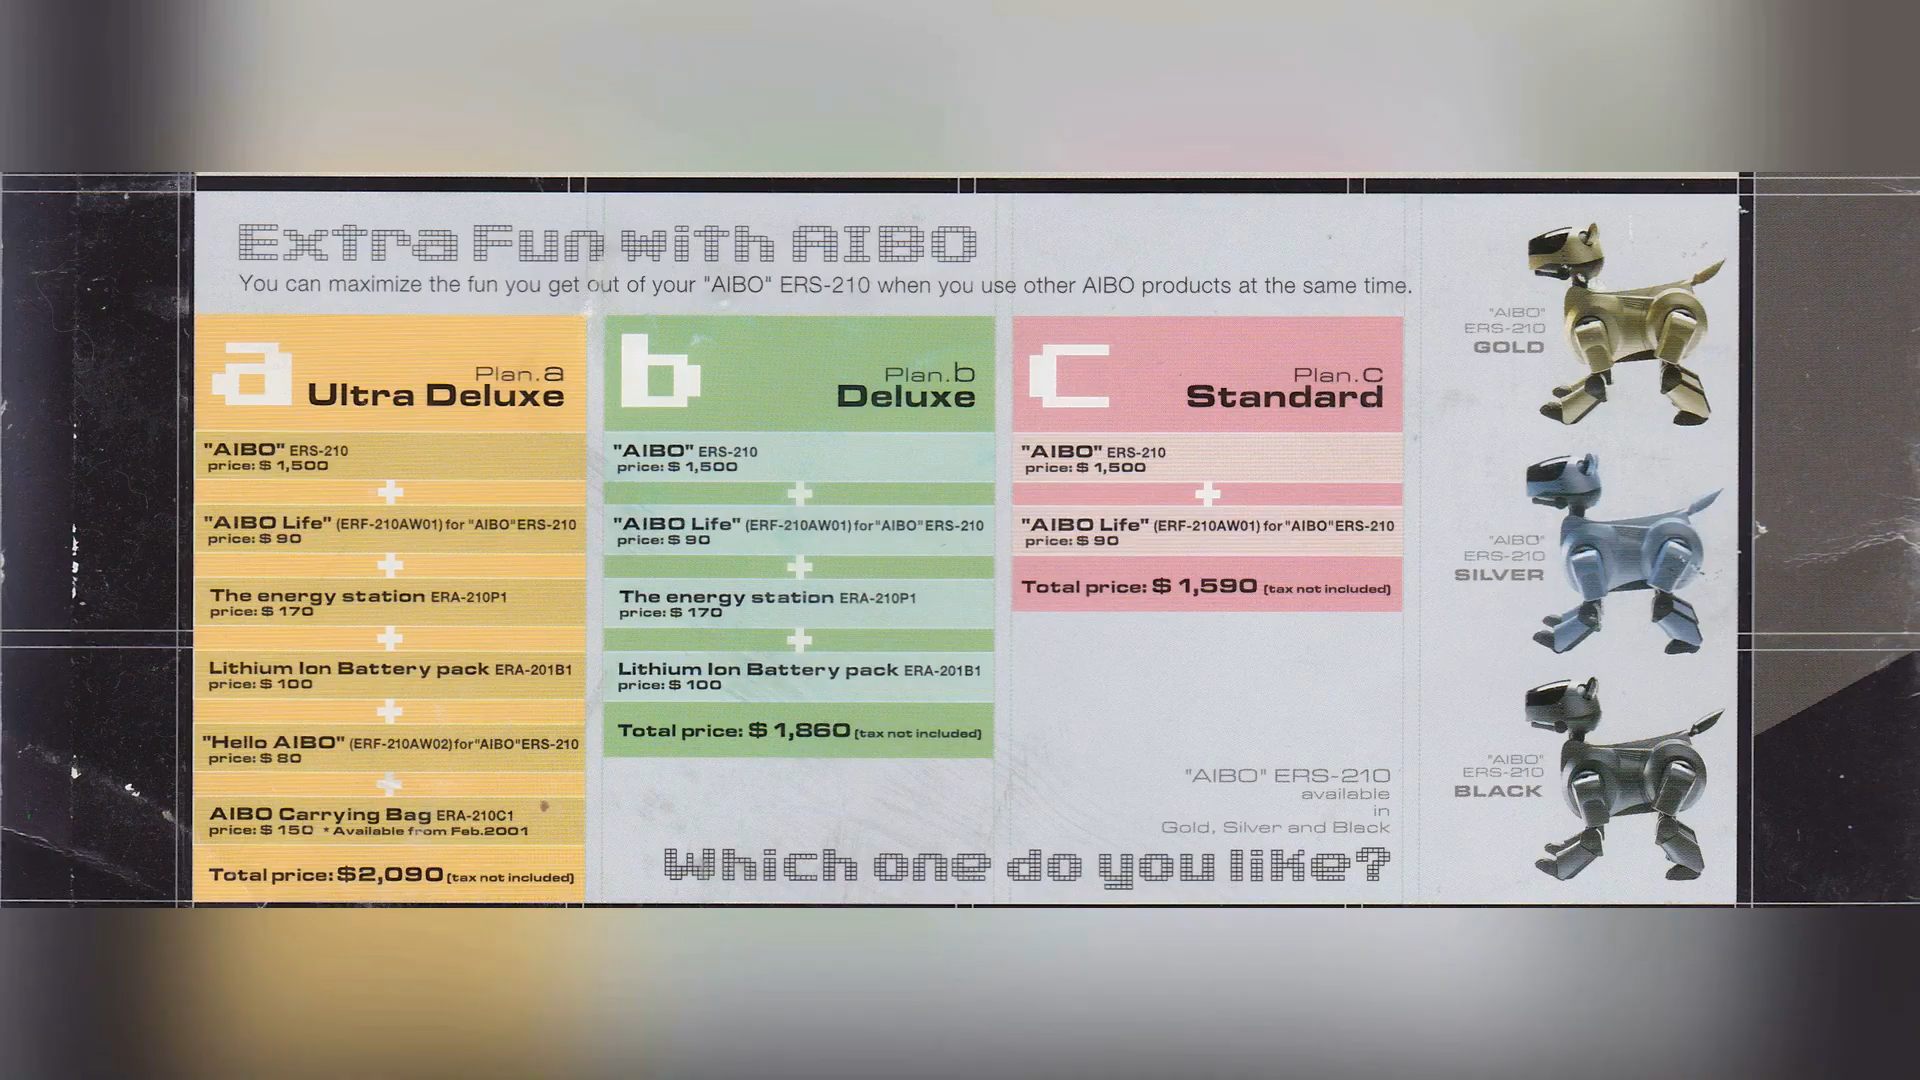 Extra Fun with AIBO
You can maximize the fun you get out of your "AIBO" ERS-210 when you use other AIBO products at the same time.
a
Plan.a
Ultra Deluxe
"AIBO" ERS-210
price: $ 1,500
+
"AIBO Life" (ERF-210AW01) for "AIBO" ERS-210
price: $ 90
+
The energy station ERA-210P1
price: $ 170
+
Lithium Ion Battery pack ERA-201B1
price: $ 100
+
"Hello AIBO" (ERF-210AW02) for "AIBO" ERS-210
price: $ 80
+
AIBO Carrying Bag ERA-210C1
price: $ 150 * Available from Feb.2001
Total price: $2,090 (tax not included)
b
Plan.b
Deluxe
"AIBO" ERS-210
price: $ 1,500
+
"AIBO Life" (ERF-210AW01) for "AIBO" ERS-210
price: $ 90
+
The energy station ERA-210P1
price: $ 170
+
Lithium Ion Battery pack ERA-201B1
price: $ 100
Total price: $ 1,860 (tax not included)
c
Plan.c
Standard
"AIBO" ERS-210
price: $ 1,500
+
"AIBO Life" (ERF-210AW01) for "AIBO" ERS-210
price: $ 90
Total price: $ 1,590 (tax not included)
"AIBO" ERS-210
available
in
Gold, Silver and Black
Which one do you like?
"AIBO"
ERS-210
GOLD
"AIBO"
ERS-210
SILVER
"AIBO"
ERS-210
BLACK